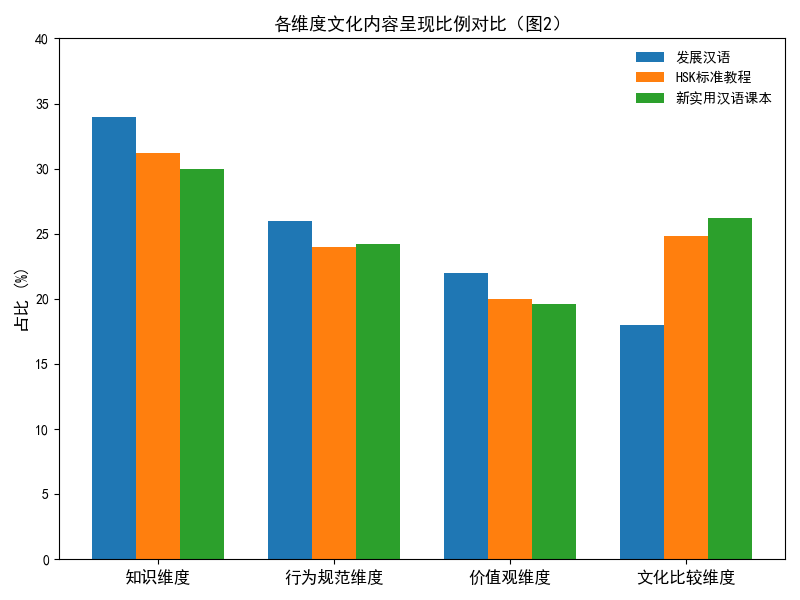 各维度文化内容呈现比例对比（图2）
发展汉语
HSK标准教程
新实用汉语课本
占比 (%)
40
35
30
25
20
15
10
5
0
知识维度
行为规范维度
价值观维度
文化比较维度